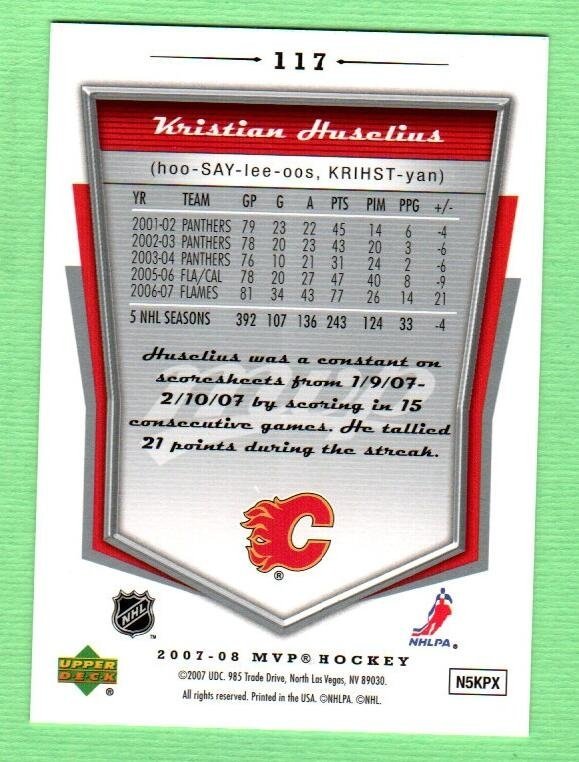 117
Kristian Huselius
(hoo-SAY-lee-oos, KRIHST-yan)
YR TEAM GP G A PTS PIM PPG +/-
2001-02 PANTHERS 79 23 22 45 14 6 -4
2002-03 PANTHERS 78 20 23 43 20 3 -6
2003-04 PANTHERS 76 10 21 31 24 2 -6
2005-06 FLA/CAL 78 20 27 47 40 8 -9
2006-07 FLAMES 81 34 43 77 26 14 21
5 NHL SEASONS 392 107 136 243 124 33 -4
mvp
Huselius was a constant on
scoresheets from 1/9/07-
2/10/07 by scoring in 15
consecutive games. He tallied
21 points during the streak.
C
®
NHL
™
NHLPA.
2007-08 MVP® HOCKEY
UPPER
DECK
®
©2007 UDC. 985 Trade Drive, North Las Vegas, NV 89030.
All rights reserved. Printed in the USA. ©NHLPA. ©NHL.
N5KPX